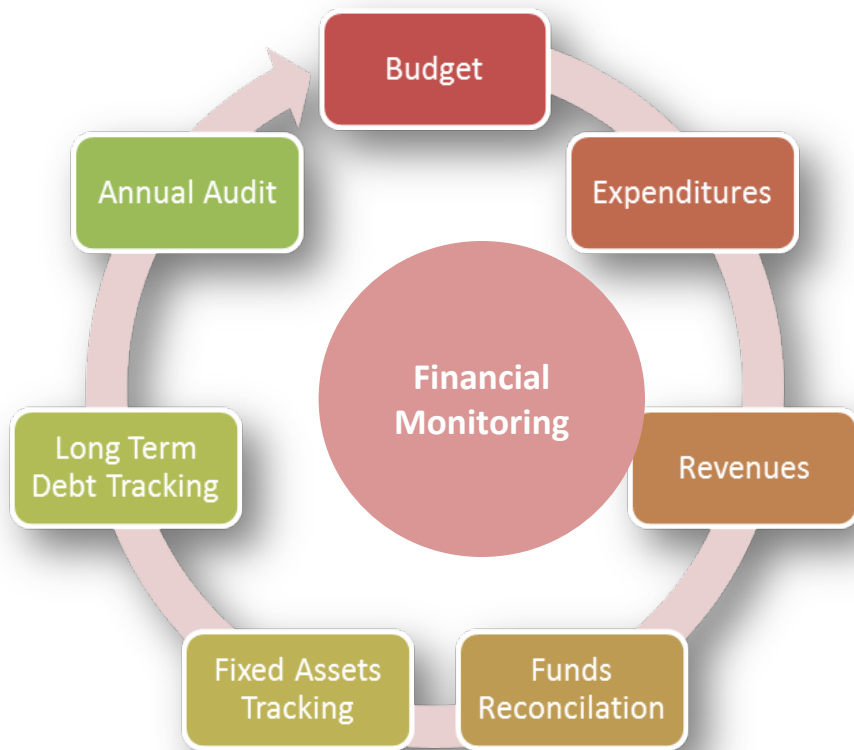 Budget
Expenditures
Revenues
Funds
Reconcilation
Fixed Assets
Tracking
Long Term
Debt Tracking
Annual Audit
Financial
Monitoring